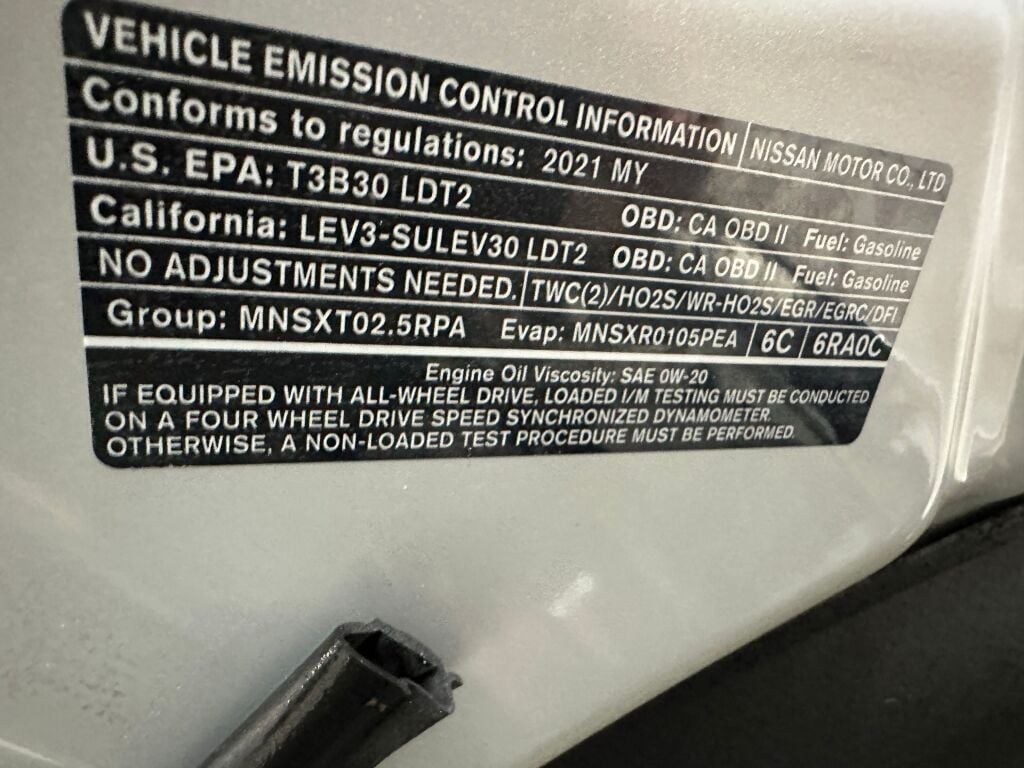 VEHICLE EMISSION CONTROL INFORMATION NISSAN MOTOR CO., LTD
Conforms to regulations: 2021 MY
U.S. EPA: T3B30 LDT2 OBD: CA OBD II Fuel: Gasoline
California: LEV3-SULEV30 LDT2 OBD: CA OBD II Fuel: Gasoline
NO ADJUSTMENTS NEEDED. TWC(2)/HO2S/WR-HO2S/EGR/EGRC/DFI
Group: MNSXT02.5RPA Evap: MNSXR0105PEA 6C 6RA0C
Engine Oil Viscosity: SAE 0W-20
IF EQUIPPED WITH ALL-WHEEL DRIVE, LOADED I/M TESTING MUST BE CONDUCTED
ON A FOUR WHEEL DRIVE SPEED SYNCHRONIZED DYNAMOMETER.
OTHERWISE, A NON-LOADED TEST PROCEDURE MUST BE PERFORMED.